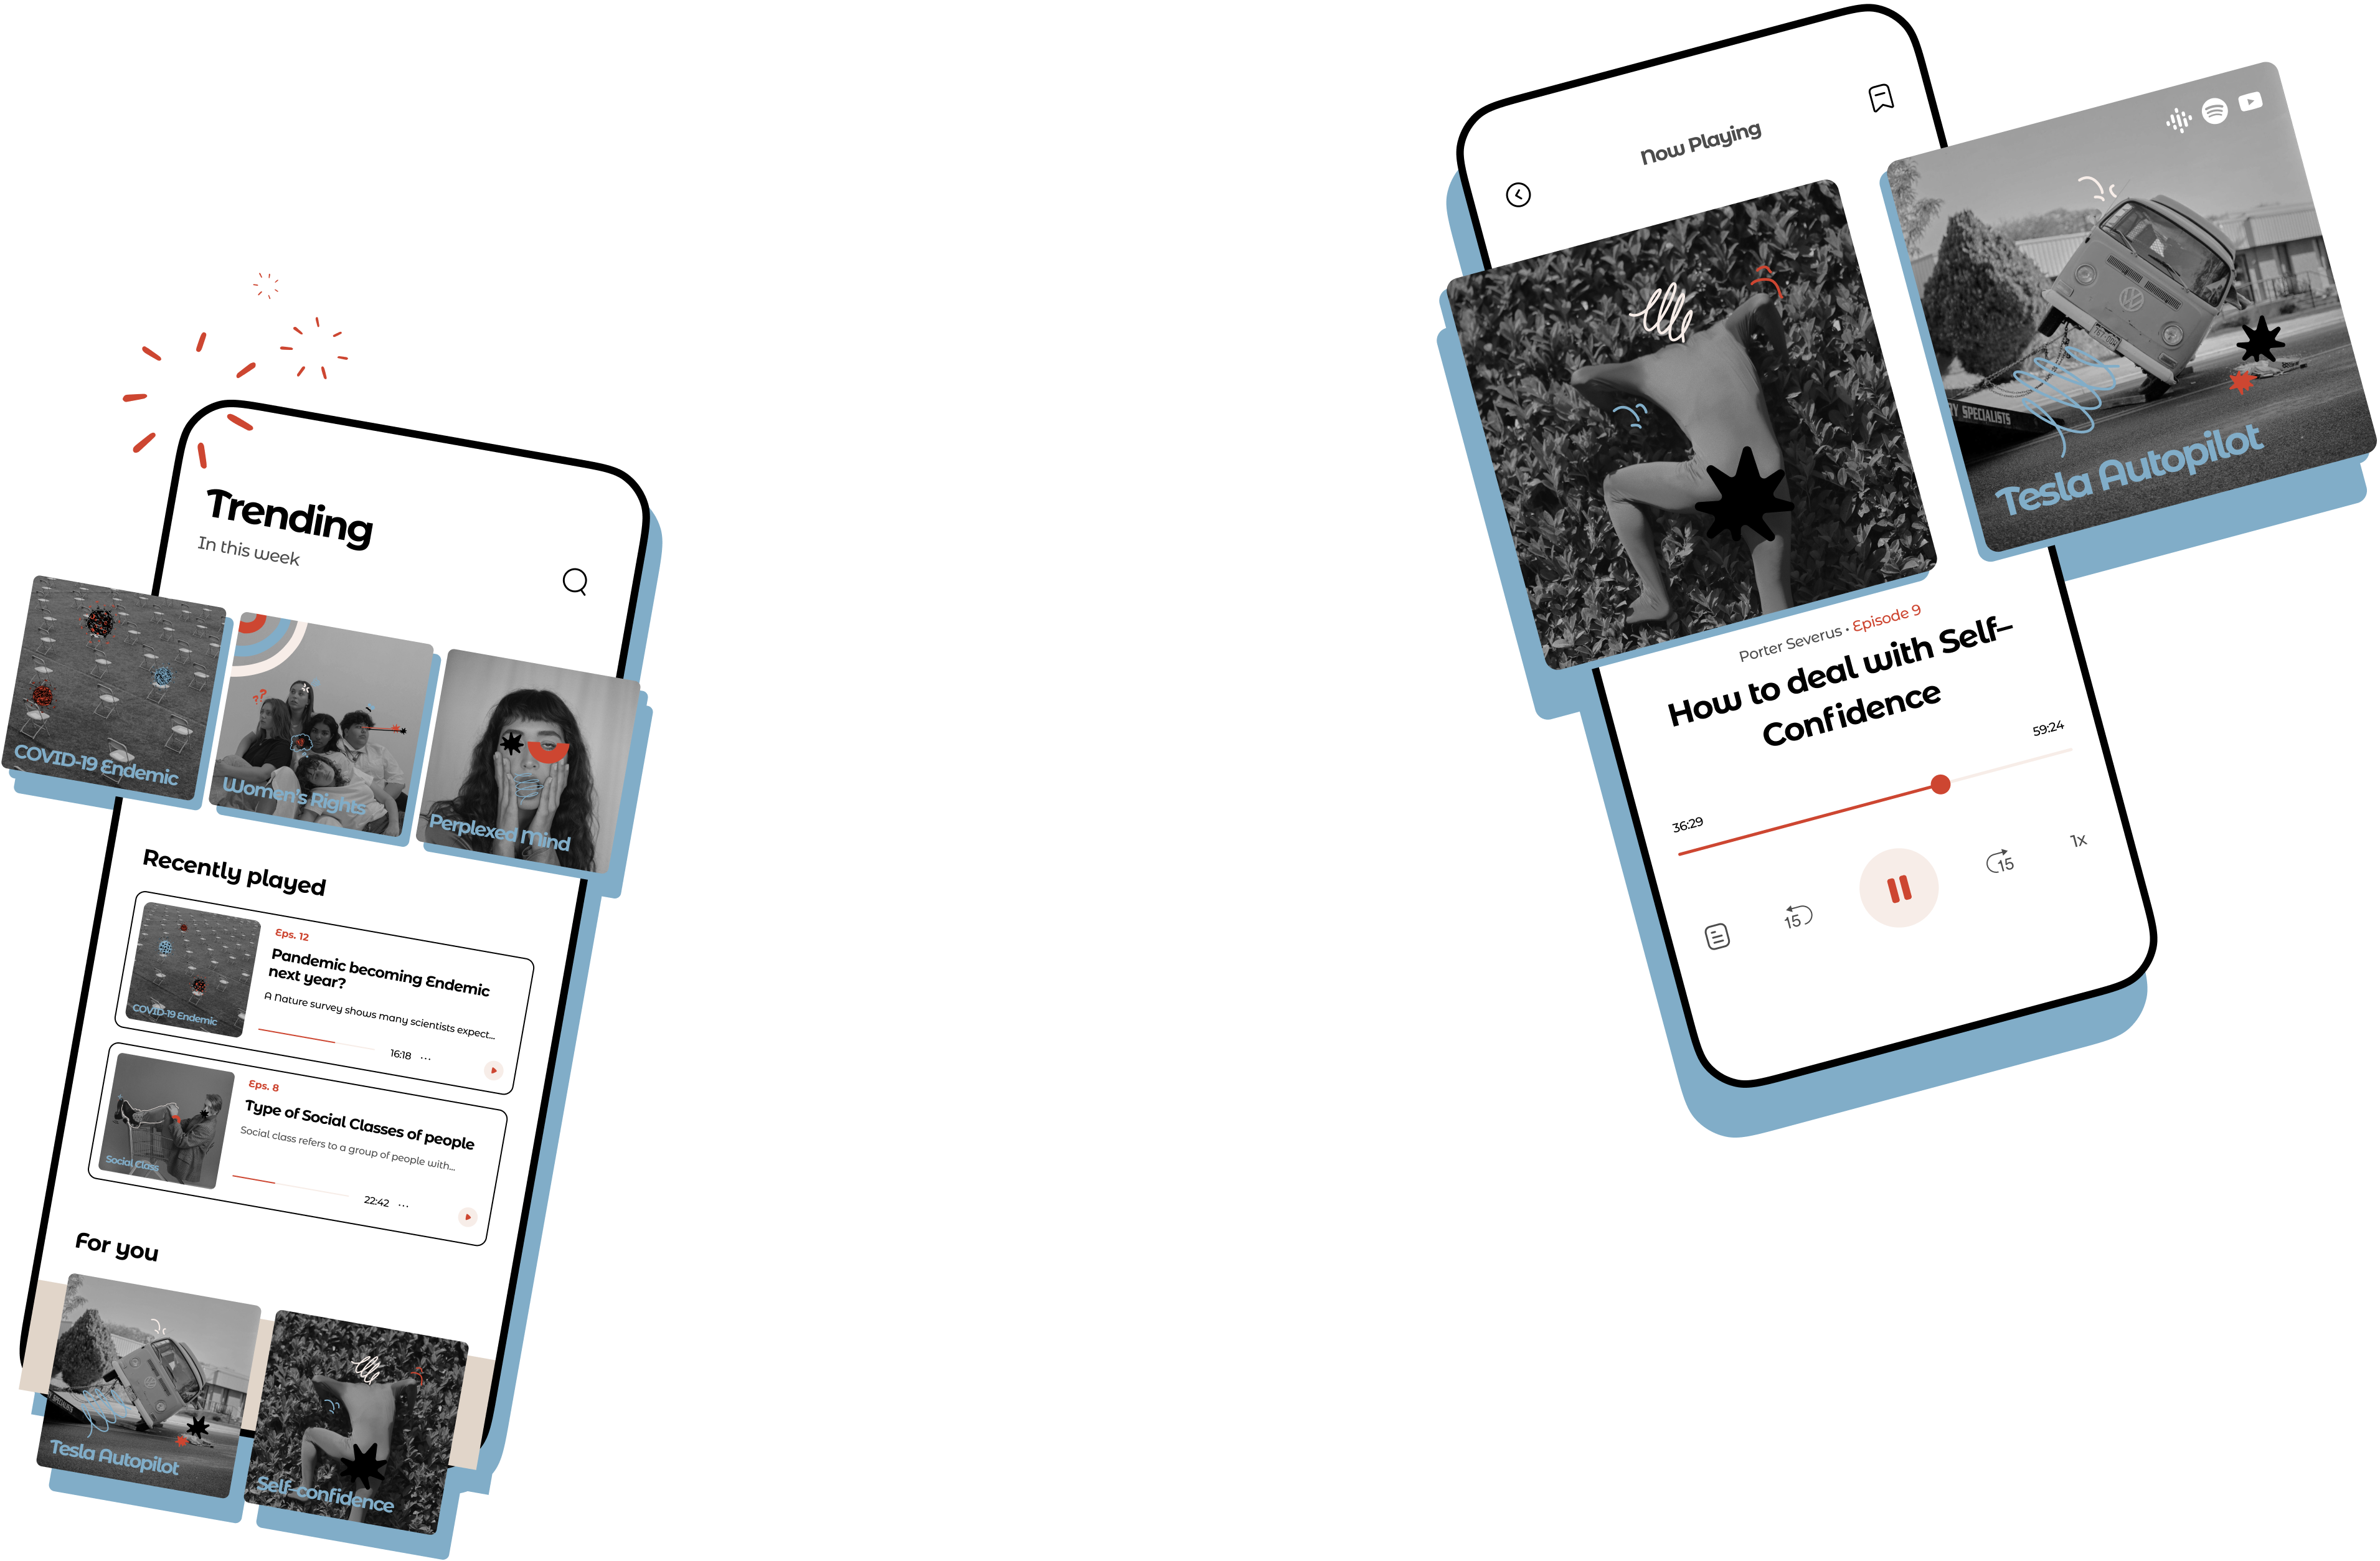 Trending
In this week
COVID-19 Endemic
Women's Rights
Perplexed Mind
Recently played
Eps. 12
Pandemic becoming Endemic
next year?
A Nature survey shows many scientists expect...
COVID-19 Endemic
16:18
...
Eps. 8
Type of Social Classes of people
Social class refers to a group of people with...
Social Class
22:42
...
For you
Tesla Autopilot
Self-confidence
Now Playing
Y SPECIALISTS
Tesla Autopilot
Porter Severus • Episode 9
How to deal with Self-
Confidence
36:29
59:24
15
15
1x